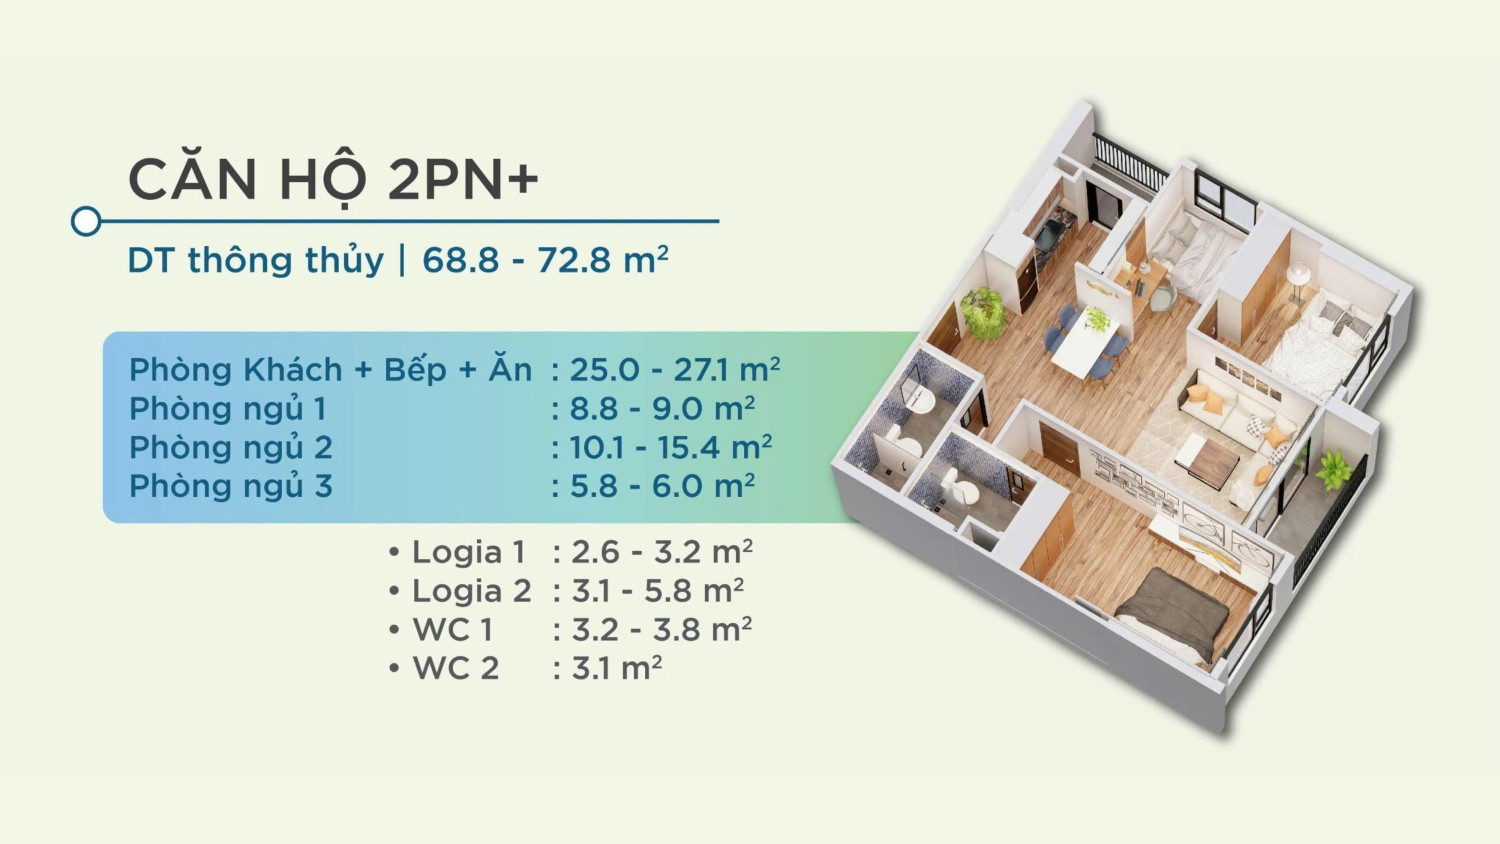 CĂN HỘ 2PN+
DT thông thủy | 68.8 - 72.8 m²
Phòng Khách + Bếp + Ăn : 25.0 - 27.1 m²
Phòng ngủ 1 : 8.8 - 9.0 m²
Phòng ngủ 2 : 10.1 - 15.4 m²
Phòng ngủ 3 : 5.8 - 6.0 m²
• Logia 1 : 2.6 - 3.2 m²
• Logia 2 : 3.1 - 5.8 m²
• WC 1 : 3.2 - 3.8 m²
• WC 2 : 3.1 m²